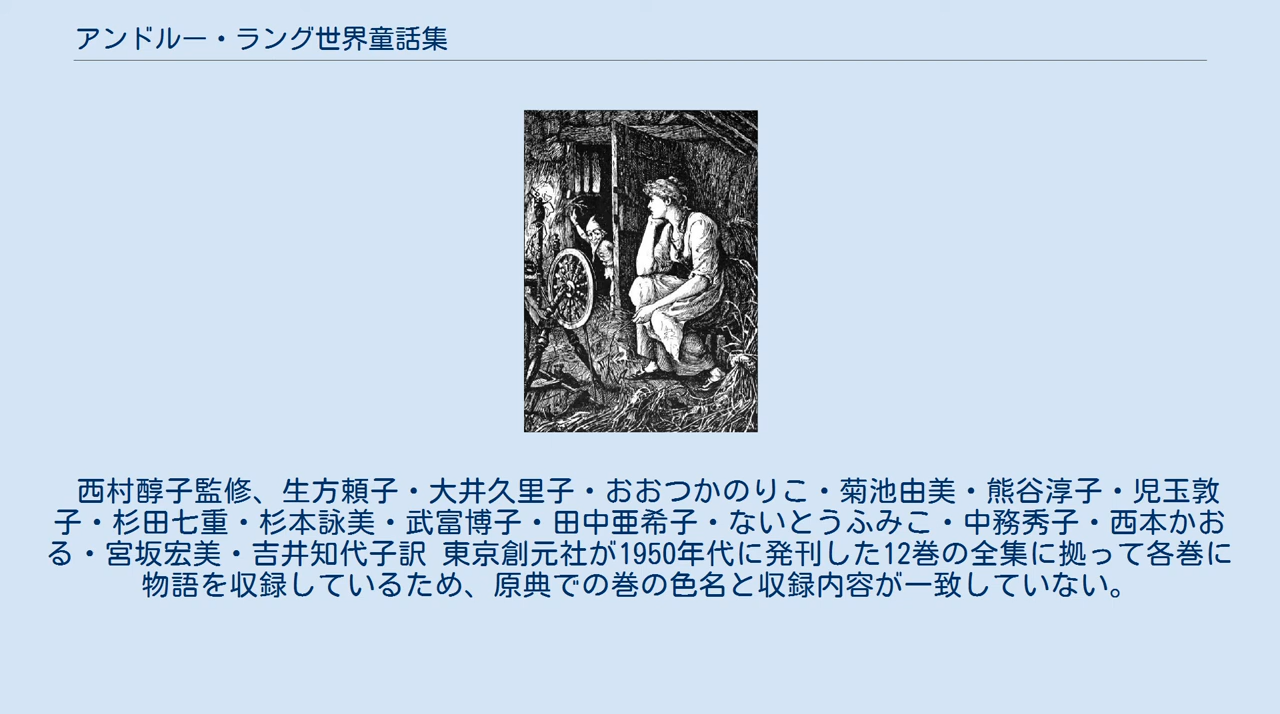 アンドルー・ラング世界童話集
西村醇子監修、生方頼子・大井久里子・おおつかのりこ・菊池由美・熊谷淳子・児玉敦
子・杉田七重・杉本詠美・武富博子・田中亜希子・ないとうふみこ・中務秀子・西本かお
る・宮坂宏美・吉井知代子訳 東京創元社が1950年代に発刊した12巻の全集に拠って各巻に
物語を収録しているため、原典での巻の色名と収録内容が一致していない。